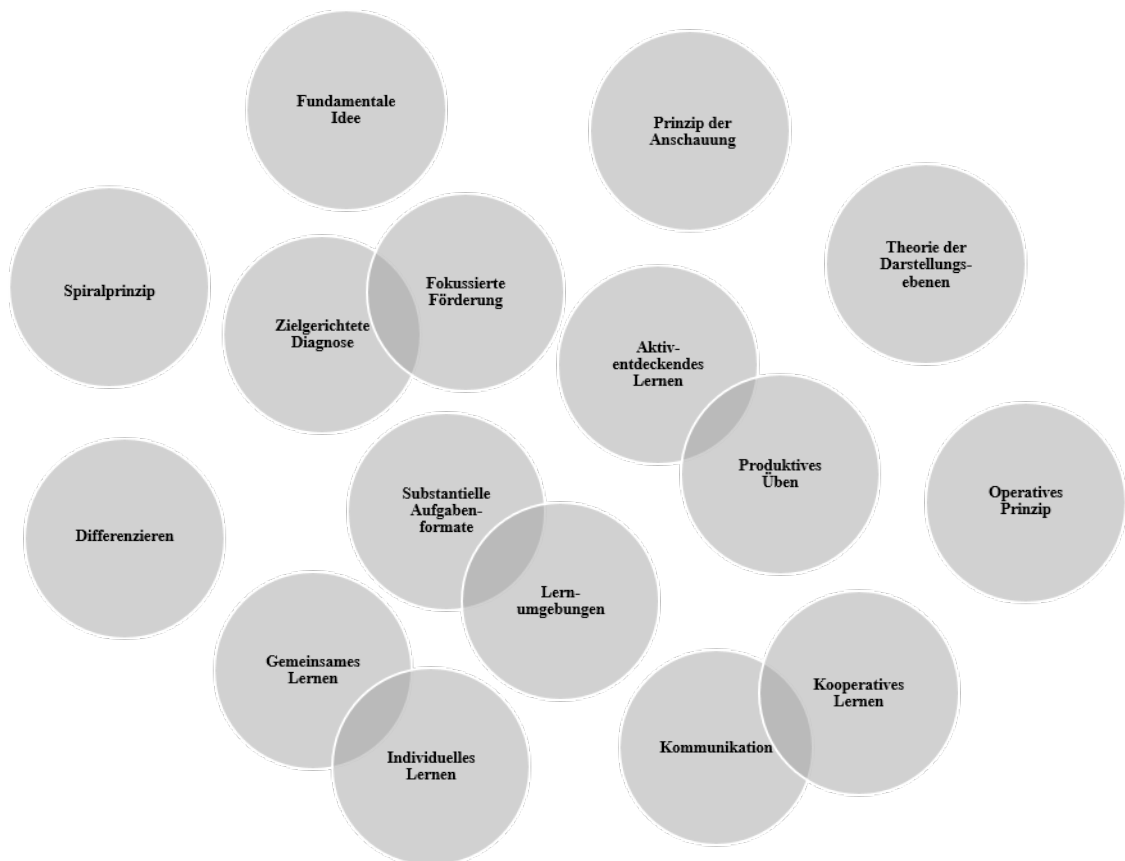 Fundamentale
Idee
Prinzip der
Anschauung
Theorie der
Darstellungs-
ebenen
Spiralprinzip
Fokussierte
Förderung
Zielgerichtete
Diagnose
Aktiv-
entdeckendes
Lernen
Produktives
Üben
Operatives
Prinzip
Substantielle
Aufgaben-
formate
Differenzieren
Lern-
umgebungen
Gemeinsames
Lernen
Kooperatives
Lernen
Kommunikation
Individuelles
Lernen